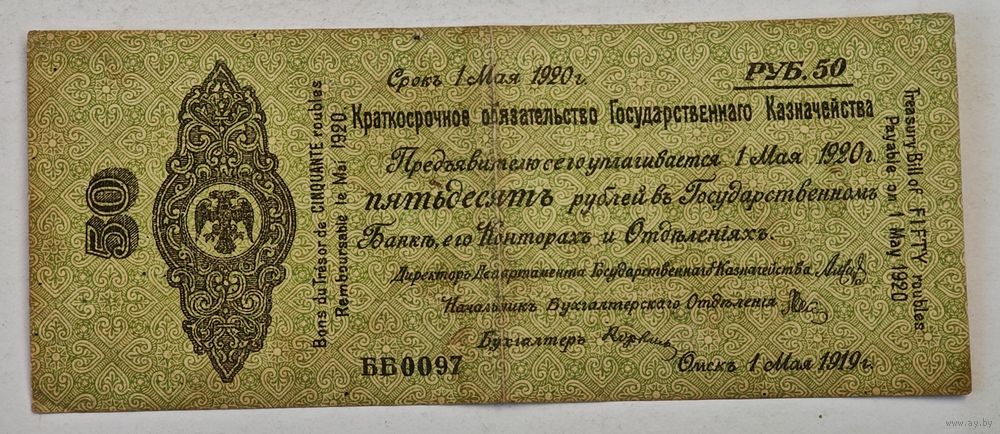 50
Bons du Trésor de CINQUANTE roubles
Remboursable le Mai 1920
Срокъ 1 Мая 1920 г.
РУБ. 50
Краткосрочное обязательство Государственнаго Казначейства
Предъявителю сего уплачивается 1 Мая 1920 г.
пятьдесятъ рублей въ Государственномъ
Банкѣ, его Конторахъ и Отдѣленіяхъ.
Директоръ Департамента Государственнаго Казначейства
Начальникъ Бухгалтерскаго Отдѣленія
Бухгалтеръ
ББ0097
Омскъ 1 Мая 1919 г.
Treasury Bill of FIFTY roubles
Payable on 1 May 1920
www.ay.by